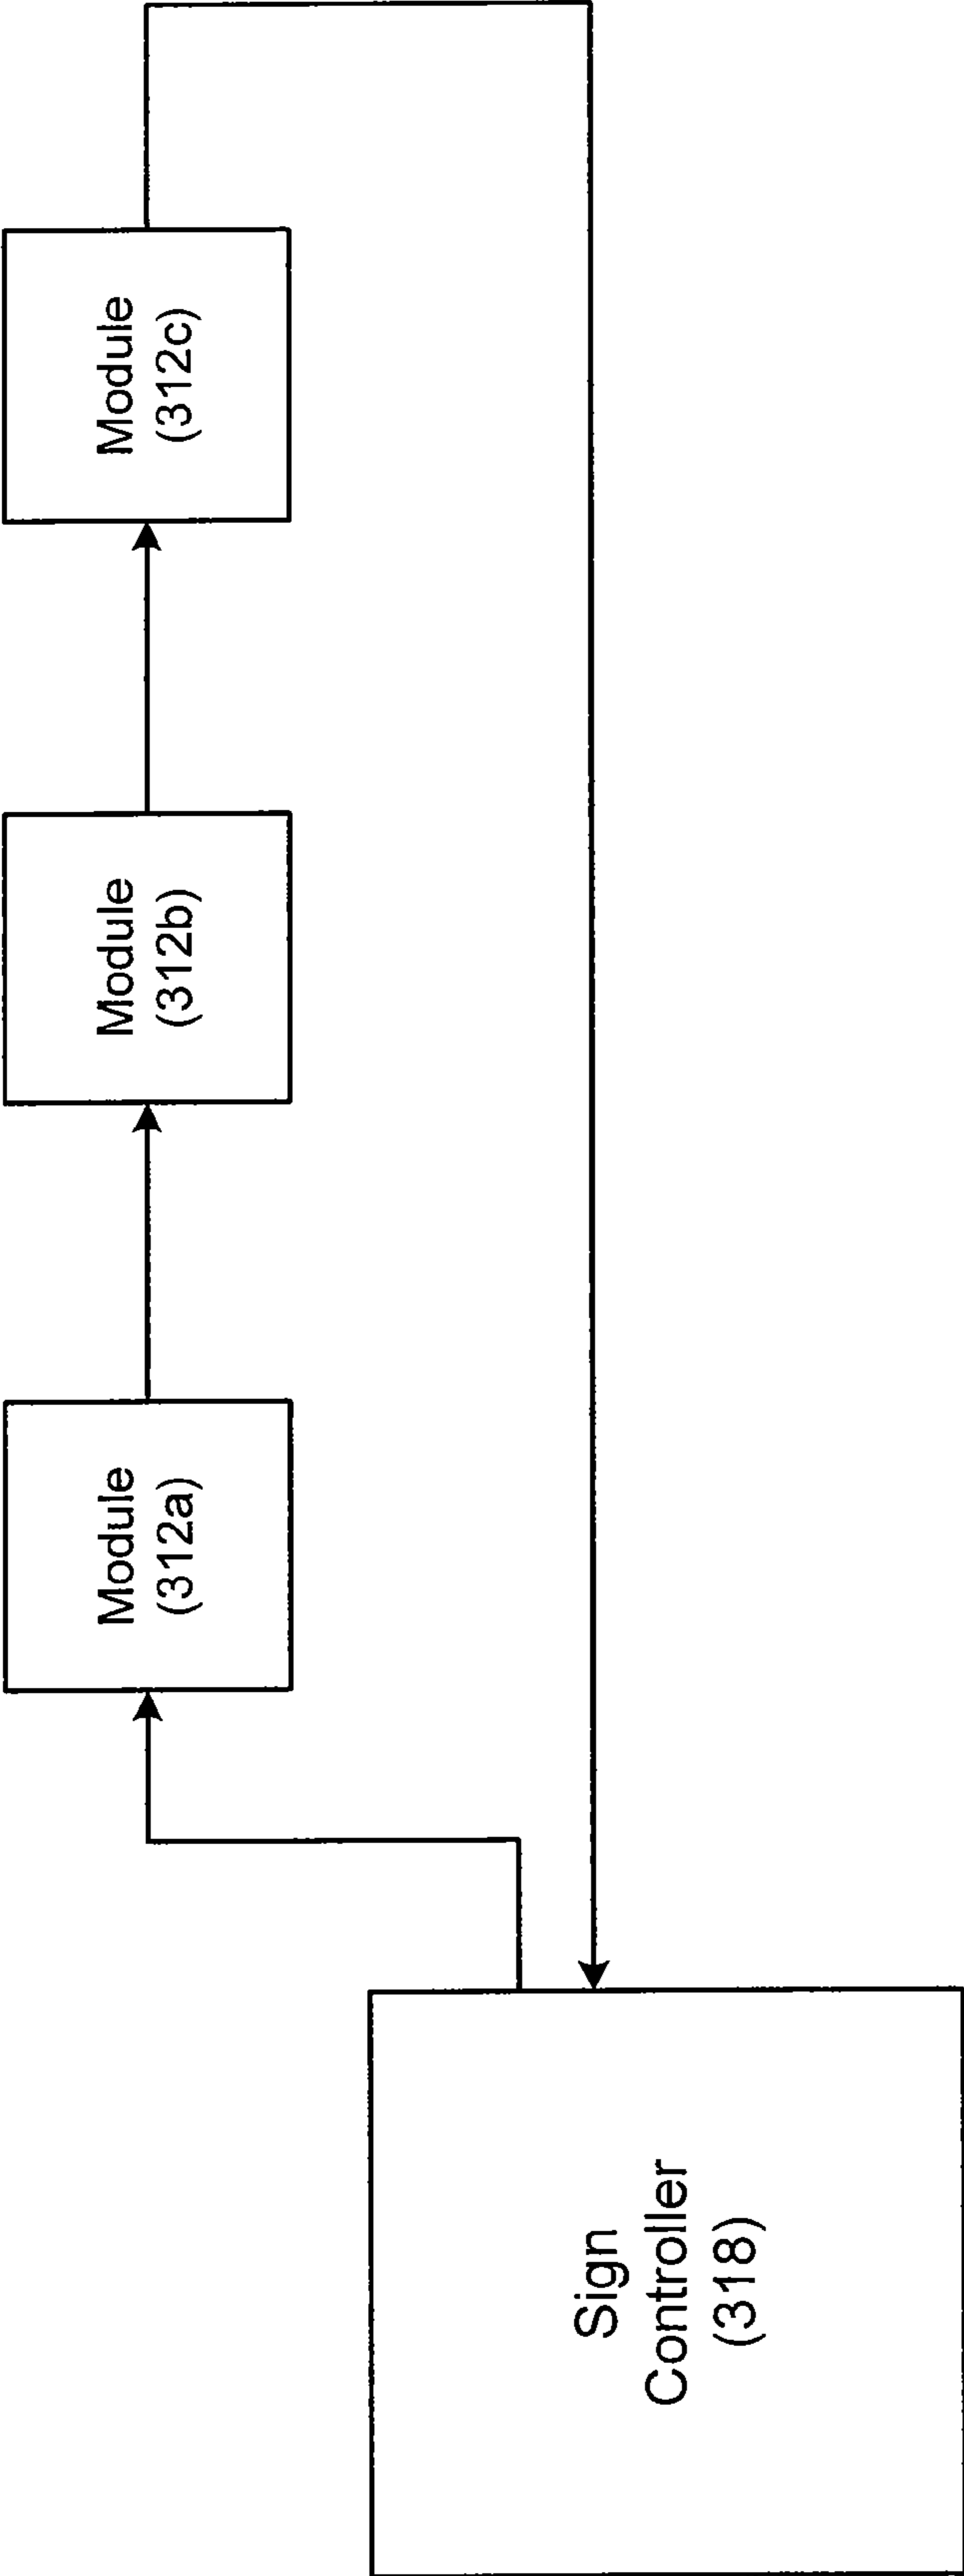 Module
(312a)
Module
(312b)
Module
(312c)
Sign
Controller
(318)